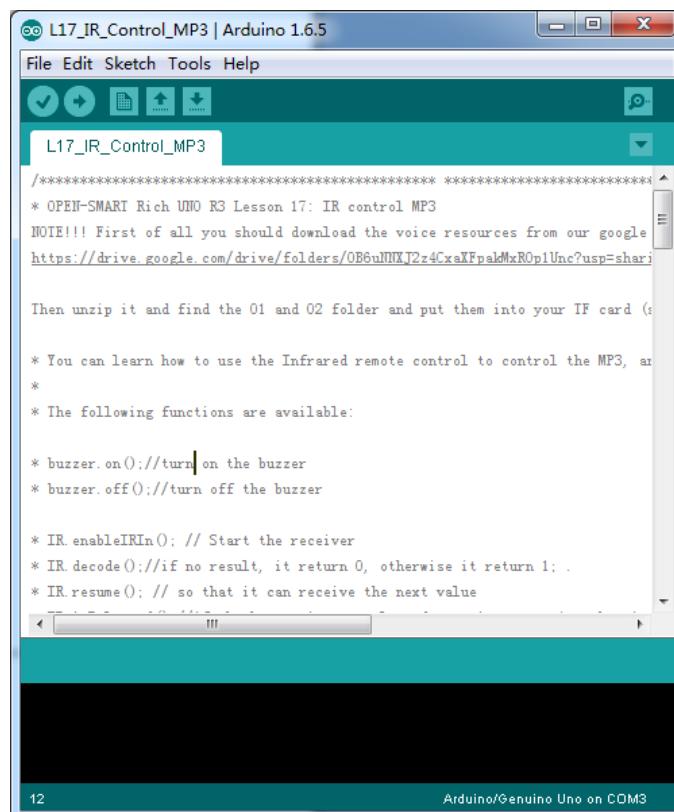 L17_IR_Control_MP3 | Arduino 1.6.5
File Edit Sketch Tools Help
L17_IR_Control_MP3
/************************************************* **************************
* OPEN-SMART Rich UNO R3 Lesson 17: IR control MP3
NOTE!!! First of all you should download the voice resources from our google
https://drive.google.com/drive/folders/0B6uNNXJ2z4CxaXFpakMxR0p1Unc?usp=shari
Then unzip it and find the 01 and 02 folder and put them into your TF card (s
* You can learn how to use the Infrared remote control to control the MP3, an
*
* The following functions are available:
* buzzer.on();//turn on the buzzer
* buzzer.off();//turn off the buzzer
* IR.enableIRIn(); // Start the receiver
* IR.decode();//if no result, it return 0, otherwise it return 1; .
* IR.resume(); // so that it can receive the next value
12
Arduino/Genuino Uno on COM3